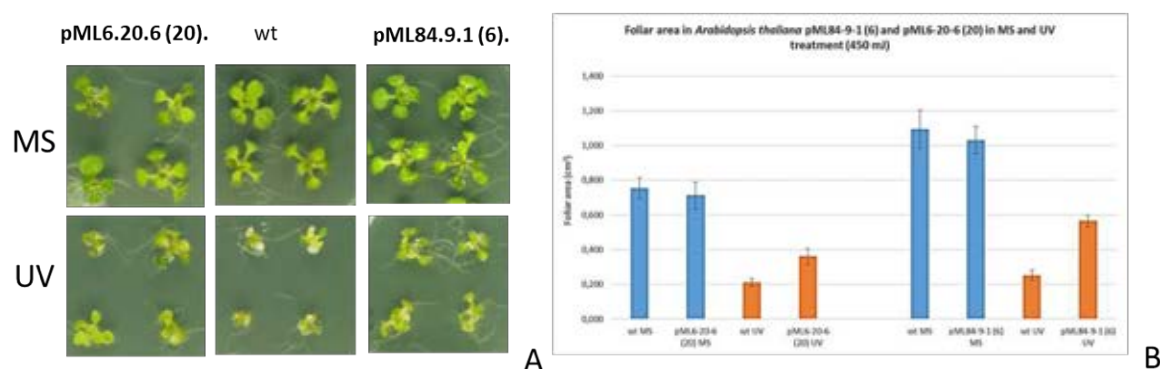 pML6.20.6 (20). wt pML84.9.1 (6).
MS
UV
A
Foliar area in Arabidopsis thaliana pML84-9-1 (6) and pML6-20-6 (20) in MS and UV
treatment (450 mJ)
Foliar area (cm²)
1,400
1,200
1,000
0,800
0,600
0,400
0,200
0,000
wt MS
pML6-20-6
(20) MS
wt UV
pML6-20-6
(20) UV
wt MS
pML84-9-1 (6)
MS
wt UV
pML84-9-1 (6)
UV
B